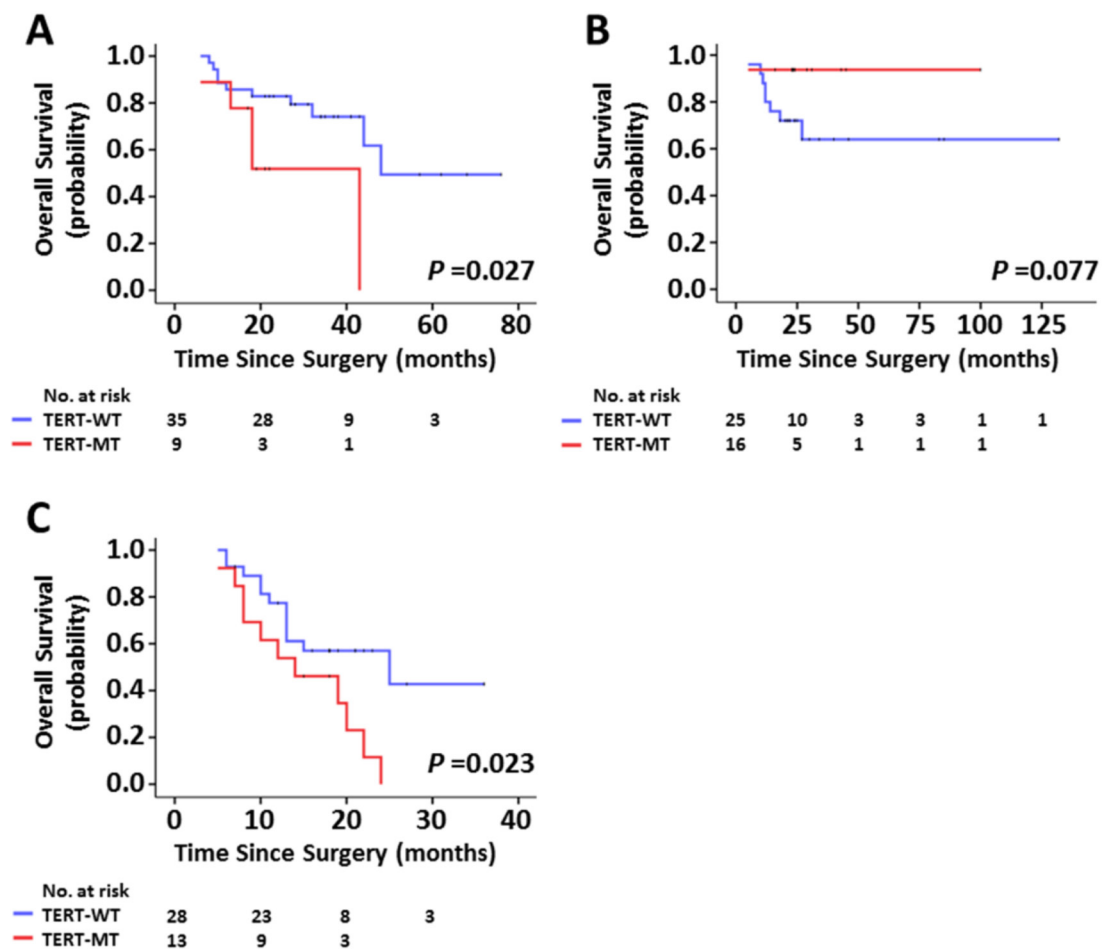 A
1.0
0.8
0.6
0.4
0.2
0.0
Overall Survival
(probability)
P =0.027
0 20 40 60 80
Time Since Surgery (months)
No. at risk
TERT-WT 35 28 9 3
TERT-MT 9 3 1
B
1.0
0.8
0.6
0.4
0.2
0.0
Overall Survival
(probability)
P =0.077
0 25 50 75 100 125
Time Since Surgery (months)
No. at risk
TERT-WT 25 10 3 3 1 1
TERT-MT 16 5 1 1 1
C
1.0
0.8
0.6
0.4
0.2
0.0
Overall Survival
(probability)
P =0.023
0 10 20 30 40
Time Since Surgery (months)
No. at risk
TERT-WT 28 23 8 3
TERT-MT 13 9 3